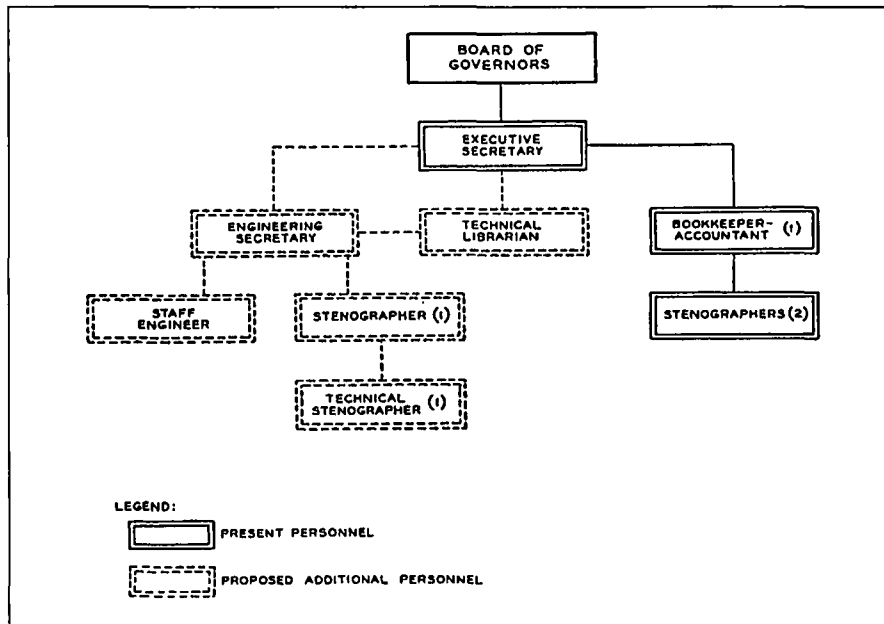 BOARD OF
GOVERNORS
EXECUTIVE
SECRETARY
ENGINEERING
SECRETARY
TECHNICAL
LIBRARIAN
BOOKKEEPER-
ACCOUNTANT (1)
STAFF
ENGINEER
STENOGRAPHER (1)
STENOGRAPHERS (2)
TECHNICAL
STENOGRAPHER (1)
LEGEND:
PRESENT PERSONNEL
PROPOSED ADDITIONAL PERSONNEL